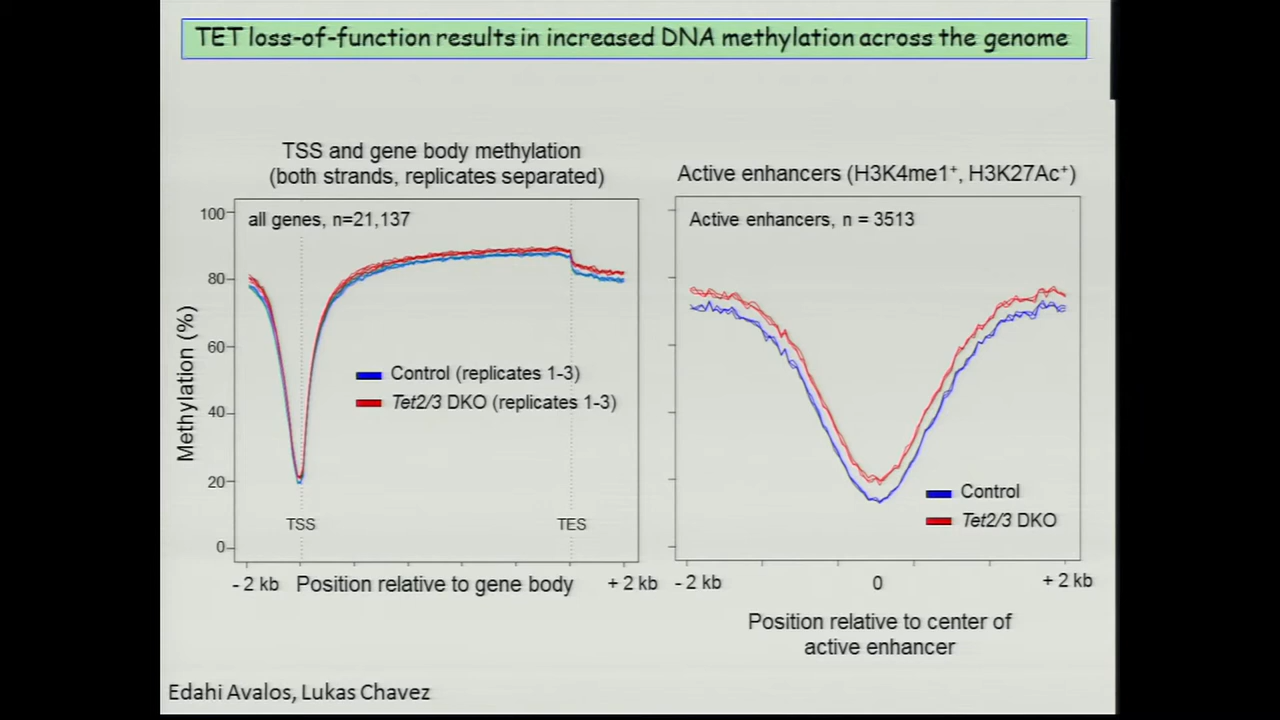 TET loss-of-function results in increased DNA methylation across the genome
TSS and gene body methylation
(both strands, replicates separated)
all genes, n=21,137
Methylation (%)
100
80
60
40
20
0
Control (replicates 1-3)
Tet2/3 DKO (replicates 1-3)
TSS
TES
- 2 kb
Position relative to gene body
+ 2 kb
Active enhancers (H3K4me1⁺, H3K27Ac⁺)
Active enhancers, n = 3513
Control
Tet2/3 DKO
- 2 kb
0
+ 2 kb
Position relative to center of
active enhancer
Edahi Avalos, Lukas Chavez